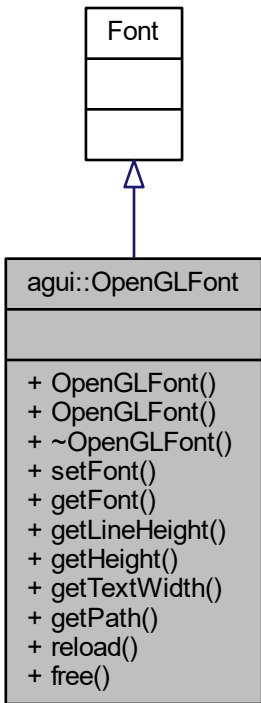 Font
agui::OpenGLFont
+ OpenGLFont()
+ OpenGLFont()
+ ~OpenGLFont()
+ setFont()
+ getFont()
+ getLineHeight()
+ getHeight()
+ getTextWidth()
+ getPath()
+ reload()
+ free()